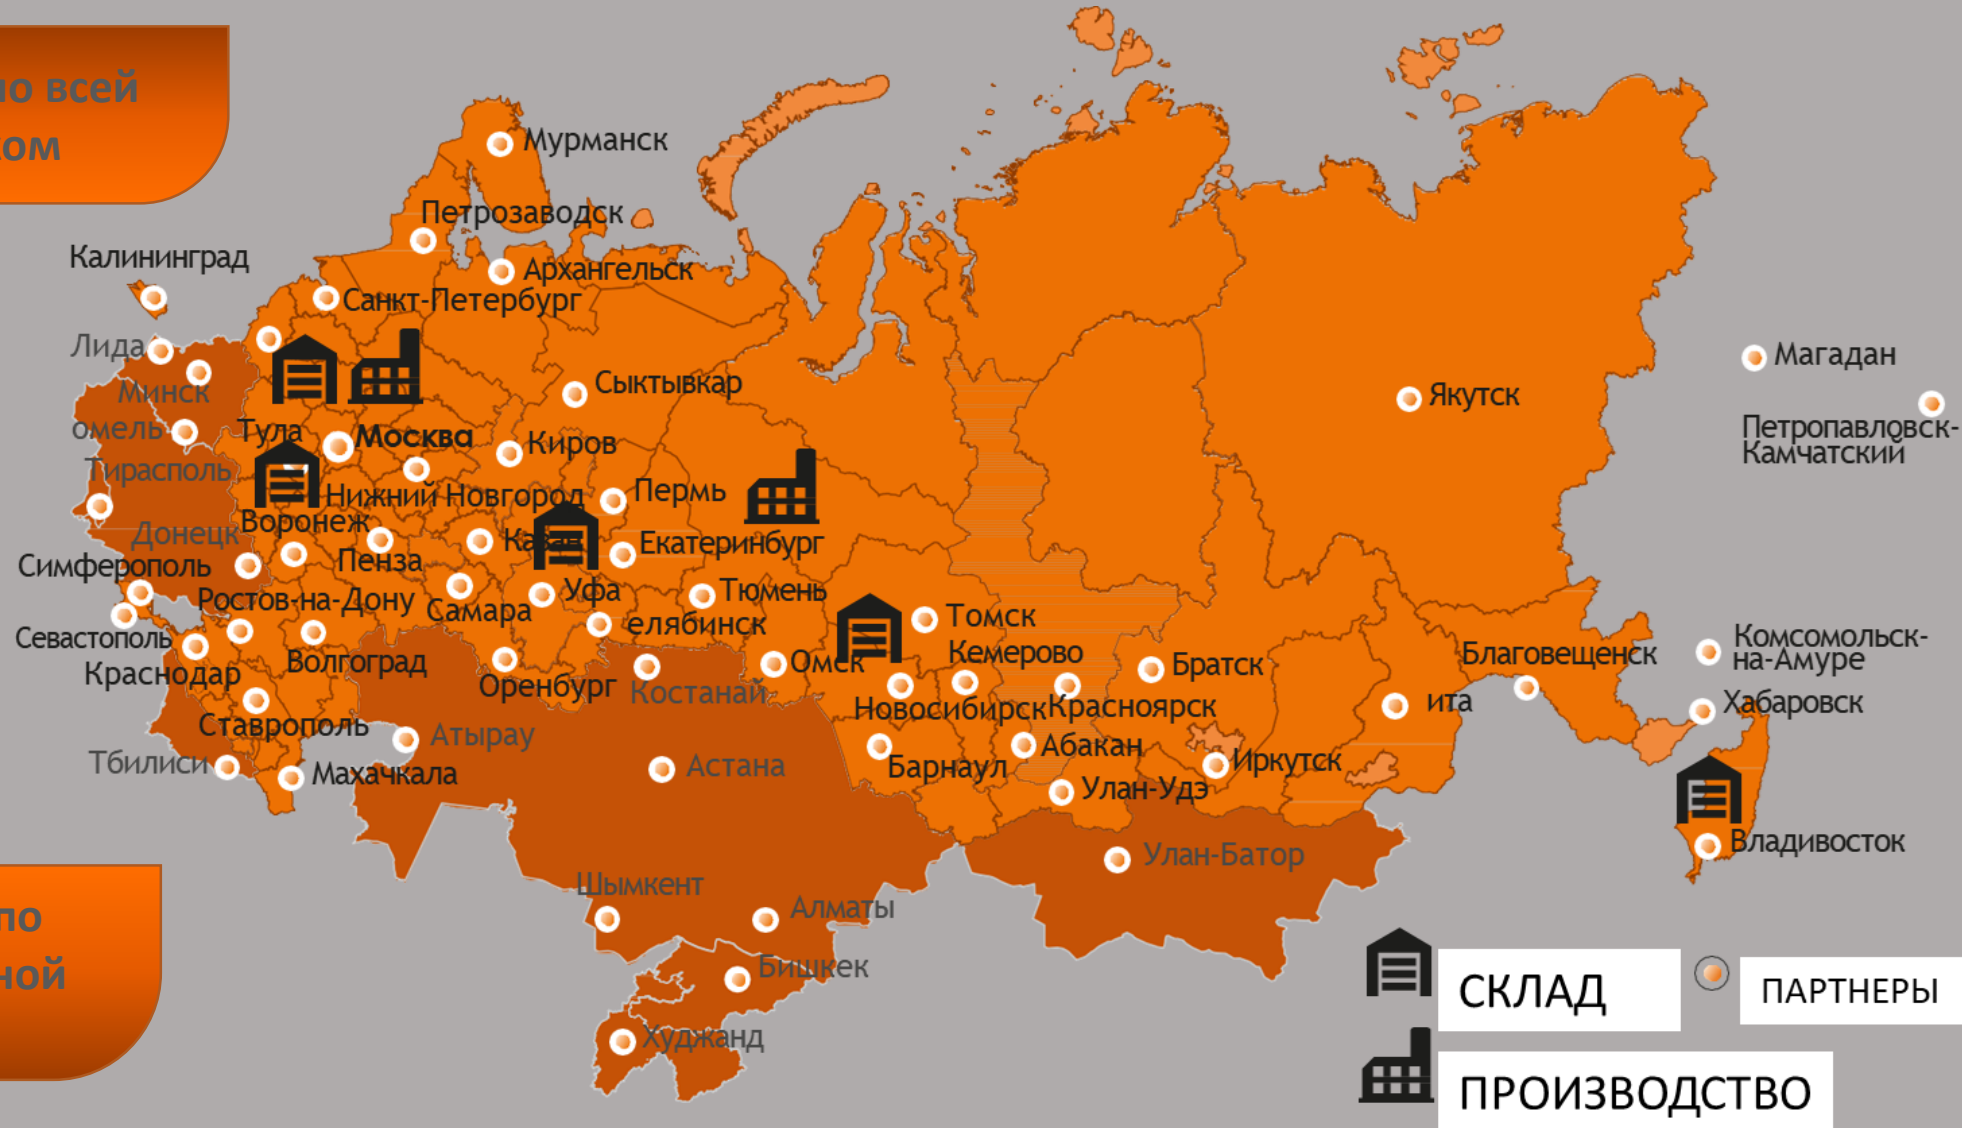 по всей
ком
Мурманск
Петрозаводск
Калининград
Архангельск
Санкт-Петербург
Лида
Минск
Сыктывкар
Магадан
Якутск
Петропавловск-
Камчатский
омель
Тула
Москва
Киров
Тирасполь
Нижний Новгород
Пермь
Воронеж
Донецк
Казан
Екатеринбург
Пенза
Симферополь
Ростов-на-Дону
Самара
Уфа
Тюмень
елябинск
Томск
Севастополь
Комсомольск-
на-Амуре
Волгоград
Омск
Кемерово
Братск
Благовещенск
Краснодар
Оренбург
Костанай
Новосибирск
Красноярск
ита
Хабаровск
Ставрополь
Атырау
Абакан
Тбилиси
Махачкала
Астана
Барнаул
Иркутск
Улан-Удэ
Владивосток
Улан-Батор
Шымкент
Алматы
по
ной
Бишкек
Худжанд
СКЛАД
ПАРТНЕРЫ
ПРОИЗВОДСТВО